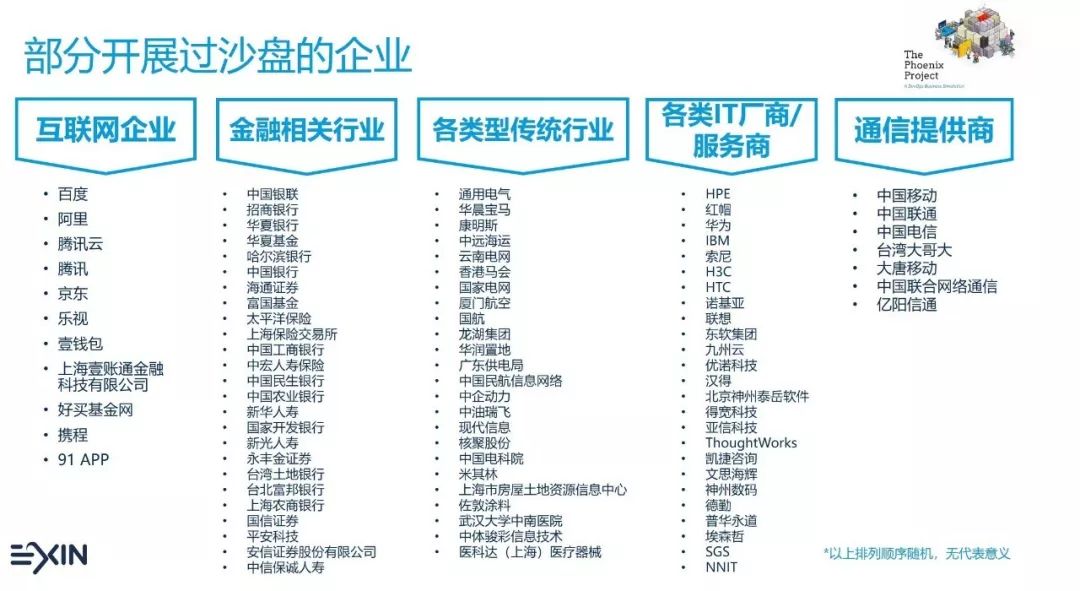 部分开展过沙盘的企业
The
Phoenix
Project
A DevOps Business Simulation
互联网企业
• 百度
• 阿里
• 腾讯云
• 腾讯
• 京东
• 乐视
• 壹钱包
• 上海壹账通金融
科技有限公司
• 好买基金网
• 携程
• 91 APP
金融相关行业
• 中国银联
• 招商银行
• 华夏银行
• 华夏基金
• 哈尔滨银行
• 中国银行
• 海通证券
• 富国基金
• 太平洋保险
• 上海保险交易所
• 中国工商银行
• 中宏人寿保险
• 中国民生银行
• 中国农业银行
• 新华人寿
• 国家开发银行
• 新光人寿
• 永丰金证券
• 台湾土地银行
• 台北富邦银行
• 上海农商银行
• 国信证券
• 平安科技
• 安信证券股份有限公司
• 中信保诚人寿
各类型传统行业
• 通用电气
• 华晨宝马
• 康明斯
• 中远海运
• 云南电网
• 香港马会
• 国家电网
• 厦门航空
• 国航
• 龙湖集团
• 华润置地
• 广东供电局
• 中国民航信息网络
• 中企动力
• 中油瑞飞
• 现代信息
• 核聚股份
• 中国电科院
• 米其林
• 上海市房屋土地资源信息中心
• 佐敦涂料
• 武汉大学中南医院
• 中体骏彩信息技术
• 医科达（上海）医疗器械
各类IT厂商/
服务商
• HPE
• 红帽
• 华为
• IBM
• 索尼
• H3C
• HTC
• 诺基亚
• 联想
• 东软集团
• 九州云
• 优诺科技
• 汉得
• 北京神州泰岳软件
• 得宽科技
• 亚信科技
• ThoughtWorks
• 凯捷咨询
• 文思海辉
• 神州数码
• 德勤
• 普华永道
• 埃森哲
• SGS
• NNIT
通信提供商
• 中国移动
• 中国联通
• 中国电信
• 台湾大哥大
• 大唐移动
• 中国联合网络通信
• 亿阳信通
EXIN
*以上排列顺序随机，无代表意义